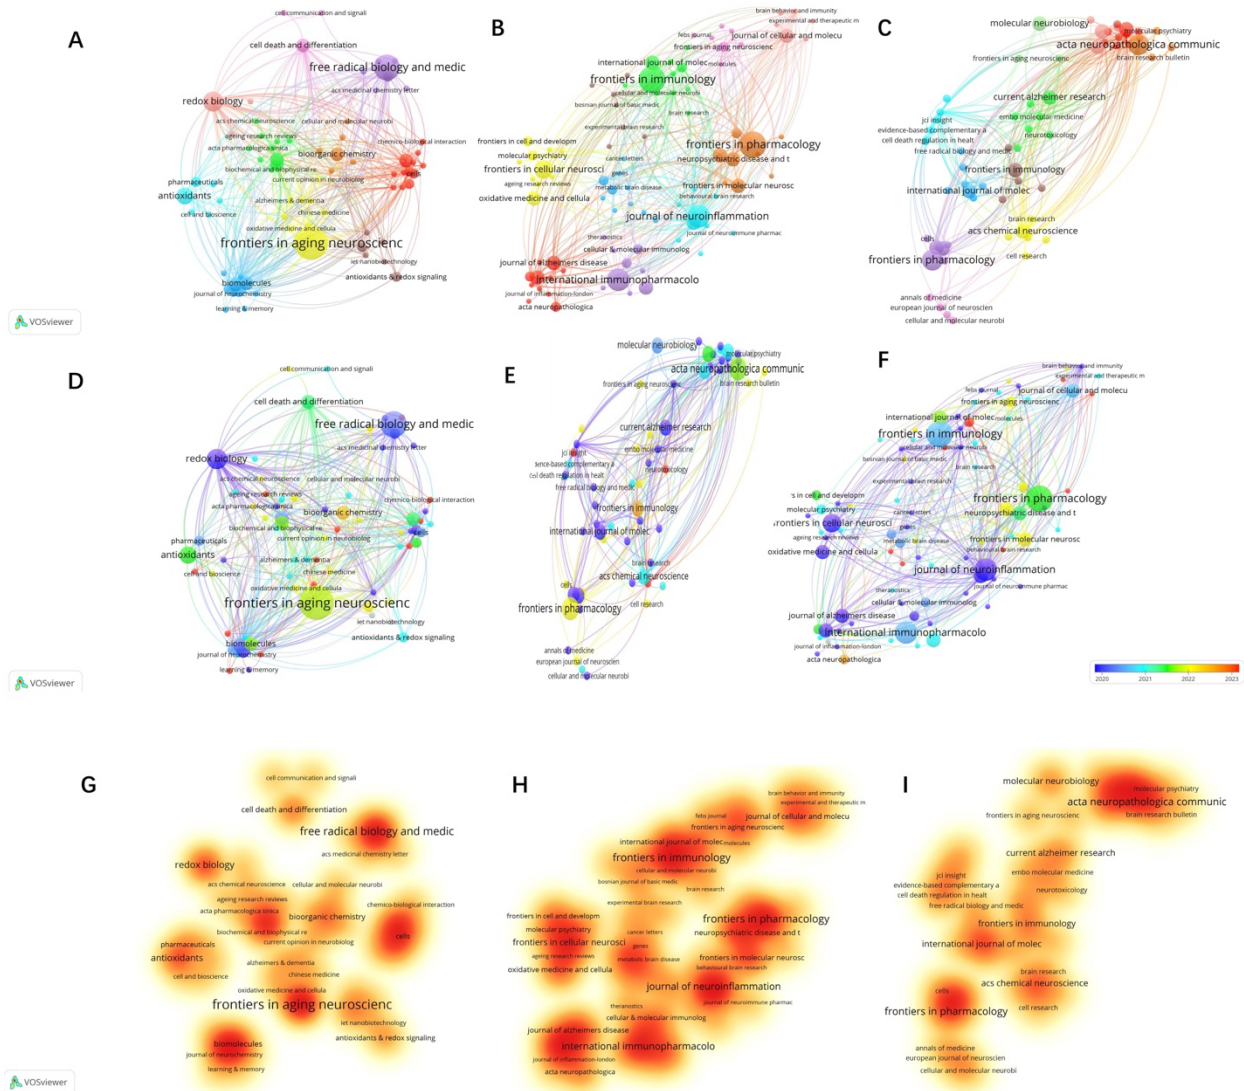 A
cell communication and signali
cell death and differentiation
free radical biology and medic
acs medicinal chemistry letter
redox biology
acs chemical neuroscience
cellular and molecular neurobi
ageing research reviews
chemico-biological interaction
acta pharmacologica sinica
bioorganic chemistry
biochemical and biophysical re
cells
current opinion in neurobiolog
pharmaceuticals
antioxidants
alzheimers & dementia
cell and bioscience
chinese medicine
oxidative medicine and cellula
frontiers in aging neuroscienc
iet nanobiotechnology
antioxidants & redox signaling
biomolecules
journal of neurochemistry
learning & memory
VOSviewer
B
brain behavior and immunity
experimental and therapeutic m
febs journal
journal of cellular and molecu
frontiers in aging neuroscienc
international journal of molec
molecules
frontiers in immunology
cellular and molecular neurobi
bosnian journal of basic medic
brain research
experimental brain research
frontiers in cell and developm
frontiers in pharmacology
molecular psychiatry
cancer letters
neuropsychiatric disease and t
frontiers in cellular neurosci
genes
ageing research reviews
metabolic brain disease
frontiers in molecular neurosc
oxidative medicine and cellula
behavioural brain research
journal of neuroinflammation
journal of neuroimmune pharmac
theranostics
cellular & molecular immunolog
journal of alzheimers disease
international immunopharmacolo
journal of inflammation-london
acta neuropathologica
C
molecular neurobiology
molecular psychiatry
acta neuropathologica communic
frontiers in aging neuroscienc
brain research bulletin
current alzheimer research
jci insight
embo molecular medicine
evidence-based complementary a
neurotoxicology
cell death regulation in healt
free radical biology and medic
frontiers in immunology
international journal of molec
brain research
acs chemical neuroscience
cells
frontiers in pharmacology
cell research
annals of medicine
european journal of neuroscien
cellular and molecular neurobi
D
cell communication and signali
cell death and differentiation
free radical biology and medic
acs medicinal chemistry letter
redox biology
acs chemical neuroscience
cellular and molecular neurobi
ageing research reviews
chemico-biological interaction
acta pharmacologica sinica
bioorganic chemistry
biochemical and biophysical re
cells
current opinion in neurobiolog
pharmaceuticals
antioxidants
alzheimers & dementia
cell and bioscience
chinese medicine
oxidative medicine and cellula
frontiers in aging neuroscienc
iet nanobiotechnology
antioxidants & redox signaling
biomolecules
journal of neurochemistry
learning & memory
VOSviewer
E
molecular neurobiology
molecular psychiatry
acta neuropathologica communic
frontiers in aging neuroscienc
brain research bulletin
current alzheimer research
jci insight
embo molecular medicine
ence-based complementary a
neurotoxicology
cell death regulation in healt
free radical biology and medic
frontiers in immunology
international journal of molec
brain research
acs chemical neuroscience
cells
frontiers in pharmacology
cell research
annals of medicine
european journal of neuroscien
cellular and molecular neurobi
F
brain behavior and immunity
experimental and therapeutic m
febs journal
journal of cellular and molecu
frontiers in aging neuroscienc
international journal of molec
molecules
frontiers in immunology
cellular and molecular neurobi
bosnian journal of basic medic
brain research
experimental brain research
rs in cell and developm
frontiers in pharmacology
molecular psychiatry
cancer letters
neuropsychiatric disease and t
frontiers in cellular neurosci
genes
ageing research reviews
metabolic brain disease
frontiers in molecular neurosc
oxidative medicine and cellula
behavioural brain research
journal of neuroinflammation
journal of neuroimmune pharmac
theranostics
cellular & molecular immunolog
journal of alzheimers disease
international immunopharmacolo
journal of inflammation-london
acta neuropathologica
2020 2021 2022 2023
G
cell communication and signali
cell death and differentiation
free radical biology and medic
acs medicinal chemistry letter
redox biology
acs chemical neuroscience
cellular and molecular neurobi
ageing research reviews
chemico-biological interaction
acta pharmacologica sinica
bioorganic chemistry
biochemical and biophysical re
cells
current opinion in neurobiolog
pharmaceuticals
antioxidants
alzheimers & dementia
cell and bioscience
chinese medicine
oxidative medicine and cellula
frontiers in aging neuroscienc
iet nanobiotechnology
antioxidants & redox signaling
biomolecules
journal of neurochemistry
learning & memory
VOSviewer
H
brain behavior and immunity
experimental and therapeutic m
febs journal
journal of cellular and molecu
frontiers in aging neuroscienc
international journal of molec
molecules
frontiers in immunology
cellular and molecular neurobi
bosnian journal of basic medic
brain research
experimental brain research
frontiers in cell and developm
frontiers in pharmacology
molecular psychiatry
cancer letters
neuropsychiatric disease and t
frontiers in cellular neurosci
genes
ageing research reviews
metabolic brain disease
frontiers in molecular neurosc
oxidative medicine and cellula
behavioural brain research
journal of neuroinflammation
journal of neuroimmune pharmac
theranostics
cellular & molecular immunolog
journal of alzheimers disease
international immunopharmacolo
journal of inflammation-london
acta neuropathologica
I
molecular neurobiology
molecular psychiatry
acta neuropathologica communic
frontiers in aging neuroscienc
brain research bulletin
current alzheimer research
jci insight
embo molecular medicine
evidence-based complementary a
neurotoxicology
cell death regulation in healt
free radical biology and medic
frontiers in immunology
international journal of molec
brain research
acs chemical neuroscience
cells
frontiers in pharmacology
cell research
annals of medicine
european journal of neuroscien
cellular and molecular neurobi